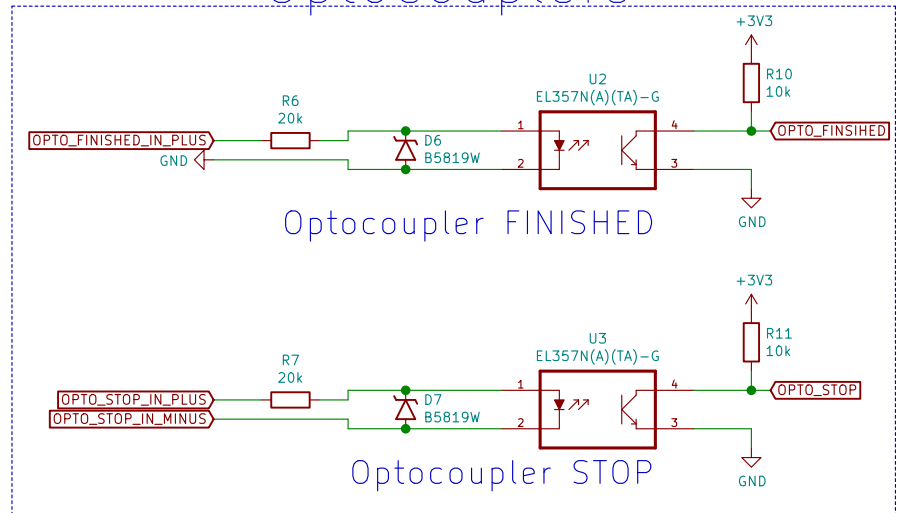 Optocouplers
+3V3
R10
10k
U2
EL357N(A)(TA)-G
R6
20k
OPTO_FINISHED_IN_PLUS
GND
D6
B5819W
1
2
4
3
OPTO_FINSIHED
GND
Optocoupler FINISHED
+3V3
R11
10k
U3
EL357N(A)(TA)-G
R7
20k
OPTO_STOP_IN_PLUS
OPTO_STOP_IN_MINUS
D7
B5819W
1
2
4
3
OPTO_STOP
GND
Optocoupler STOP